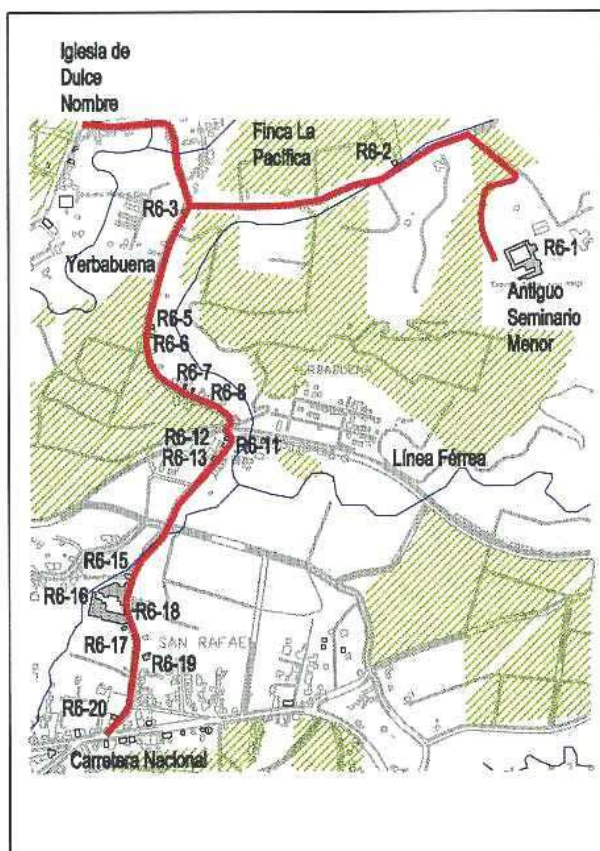 Iglesia de
Dulce
Nombre
Finca La
Pacífica
R6-2
R6-3
R6-1
Yerbabuena
Antiguo
Seminario
Menor
R6-5
R6-6
R6-7
R6-8
R6-12
R6-11
R6-13
Línea Férrea
R6-15
R6-16
R6-18
R6-17
SAN RAFAEL
R6-19
R6-20
Carretera Nacional